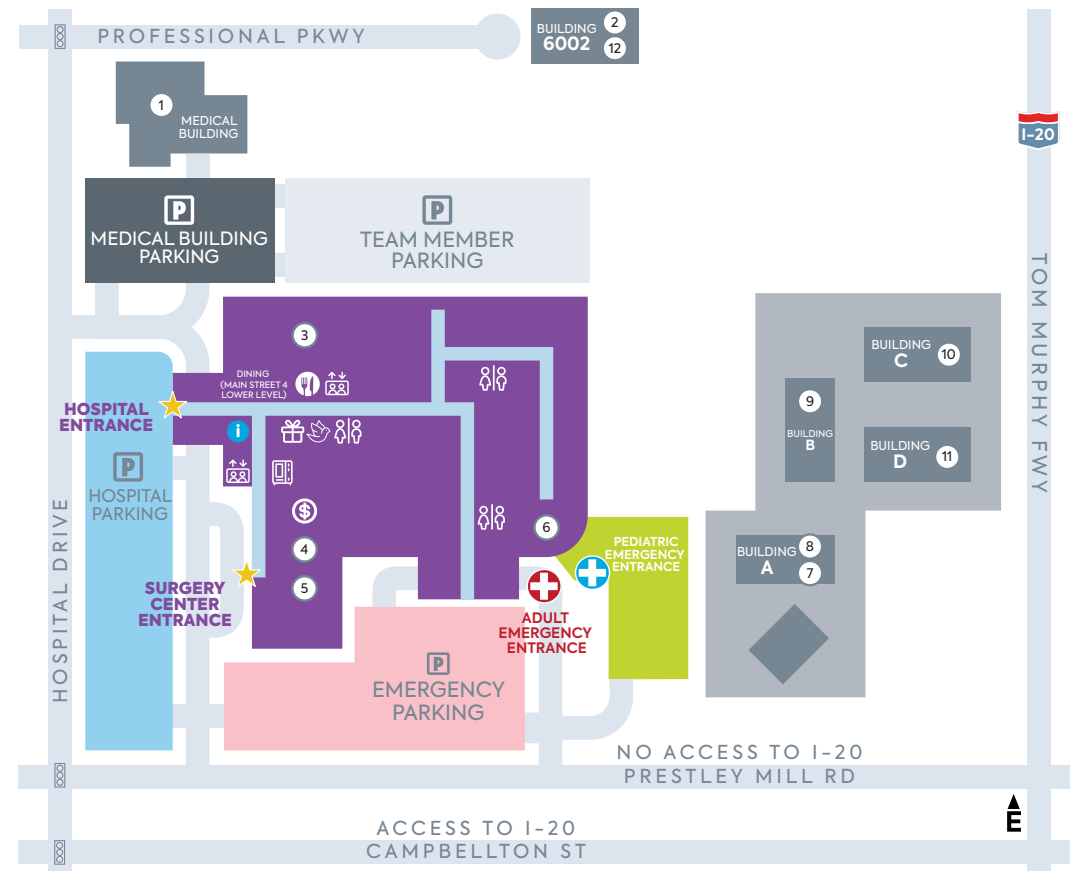 PROFESSIONAL PKWY
BUILDING
6002
2
12
1
MEDICAL
BUILDING
I-20
P
MEDICAL BUILDING
PARKING
P
TEAM MEMBER
PARKING
TOM MURPHY FWY
3
DINING
(MAIN STREET 4
LOWER LEVEL)
HOSPITAL
ENTRANCE
i
P
HOSPITAL
PARKING
$
4
5
6
SURGERY
CENTER
ENTRANCE
HOSPITAL DRIVE
PEDIATRIC
EMERGENCY
ENTRANCE
ADULT
EMERGENCY
ENTRANCE
P
EMERGENCY
PARKING
BUILDING
C
10
9
BUILDING
B
BUILDING
D
11
BUILDING
A
8
7
NO ACCESS TO I-20
PRESTLEY MILL RD
E
ACCESS TO I-20
CAMPBELLTON ST